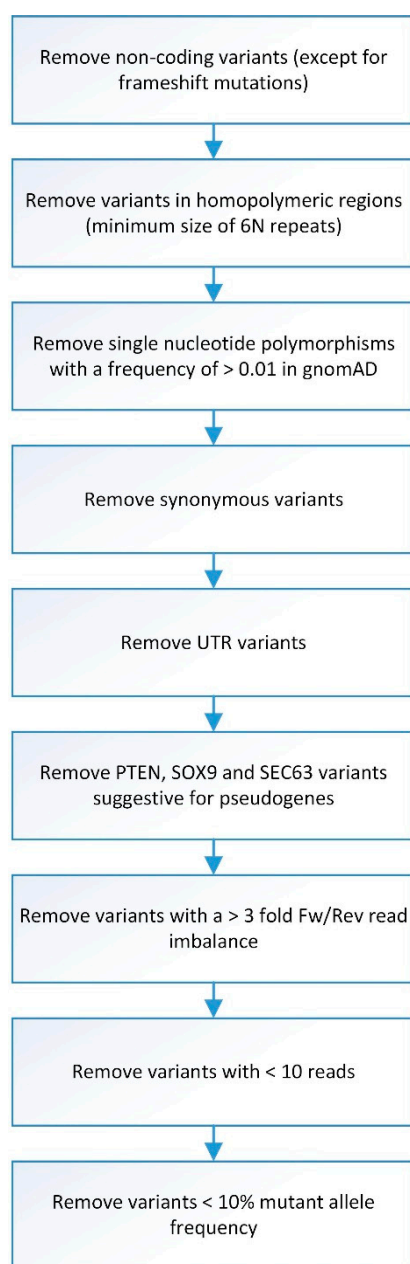 Remove non-coding variants (except for
frameshift mutations)
Remove variants in homopolymeric regions
(minimum size of 6N repeats)
Remove single nucleotide polymorphisms
with a frequency of > 0.01 in gnomAD
Remove synonymous variants
Remove UTR variants
Remove PTEN, SOX9 and SEC63 variants
suggestive for pseudogenes
Remove variants with a > 3 fold Fw/Rev read
imbalance
Remove variants with < 10 reads
Remove variants < 10% mutant allele
frequency